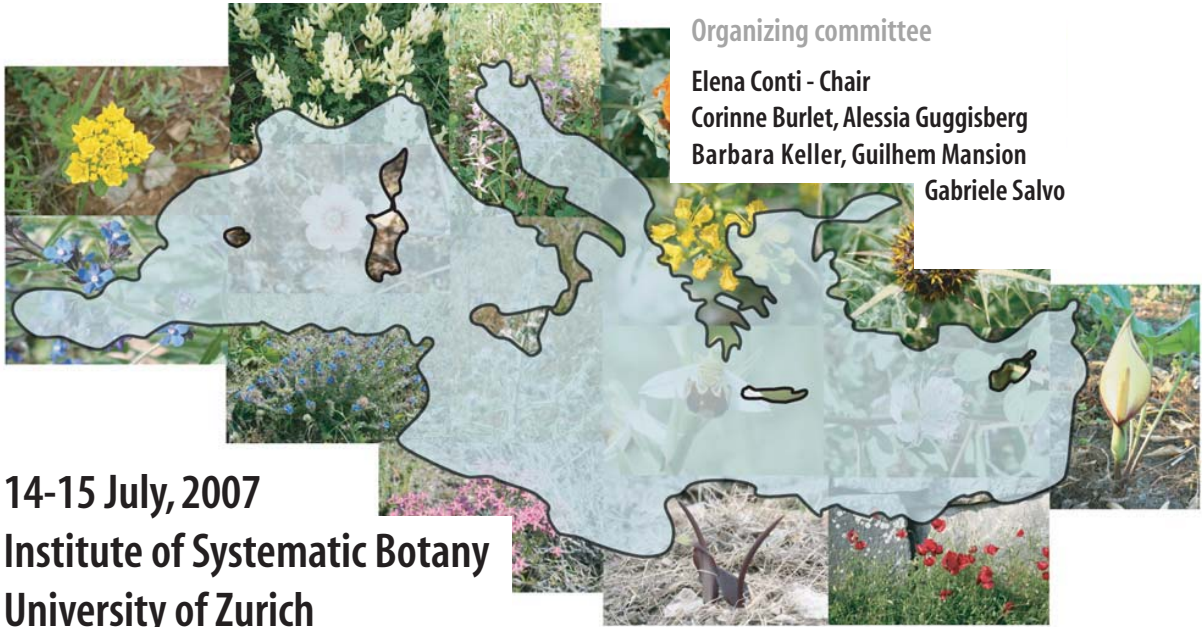 Organizing committee
Elena Conti - Chair
Corinne Burlet, Alessia Guggisberg
Barbara Keller, Guilhem Mansion
Gabriele Salvo
14-15 July, 2007
Institute of Systematic Botany
University of Zurich